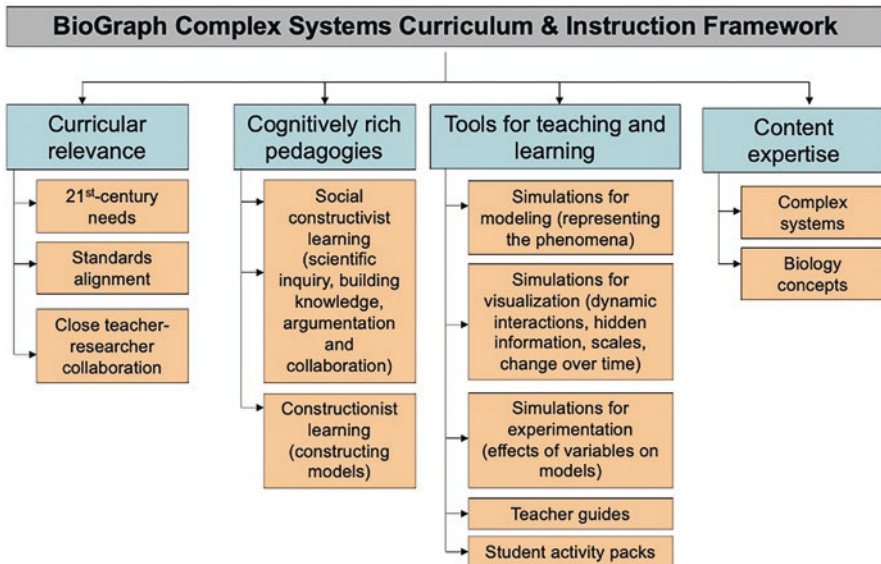 BioGraph Complex Systems Curriculum & Instruction Framework
Curricular
relevance
21st-century
needs
Standards
alignment
Close teacher-
researcher
collaboration
Cognitively rich
pedagogies
Social
constructivist
learning
(scientific
inquiry, building
knowledge,
argumentation
and
collaboration)
Constructionist
learning
(constructing
models)
Tools for teaching and
learning
Simulations for
modeling (representing
the phenomena)
Simulations for
visualization (dynamic
interactions, hidden
information, scales,
change over time)
Simulations for
experimentation
(effects of variables on
models)
Teacher guides
Student activity packs
Content
expertise
Complex
systems
Biology
concepts